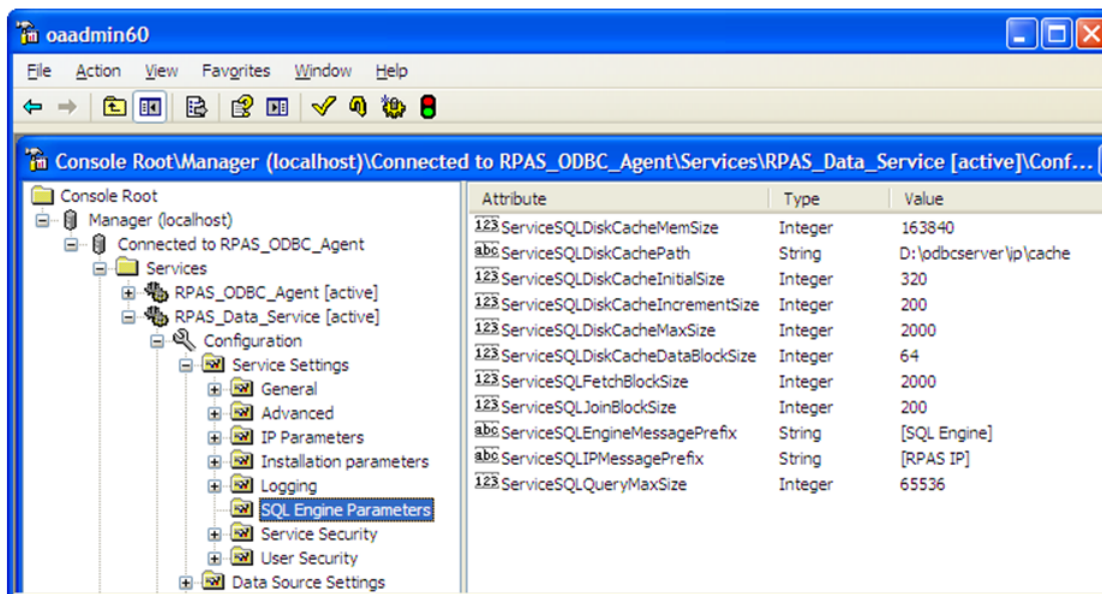 oaadmin60
File Action View Favorites Window Help
Console Root\Manager (localhost)\Connected to RPAS_ODBC_Agent\Services\RPAS_Data_Service [active]\Conf...
Console Root
Manager (localhost)
Connected to RPAS_ODBC_Agent
Services
RPAS_ODBC_Agent [active]
RPAS_Data_Service [active]
Configuration
Service Settings
General
Advanced
IP Parameters
Installation parameters
Logging
SQL Engine Parameters
Service Security
User Security
Data Source Settings
Attribute Type Value
123 ServiceSQLDiskCacheMemSize Integer 163840
abc ServiceSQLDiskCachePath String D:\odbcserver\ip\cache
123 ServiceSQLDiskCacheInitialSize Integer 320
123 ServiceSQLDiskCacheIncrementSize Integer 200
123 ServiceSQLDiskCacheMaxSize Integer 2000
123 ServiceSQLDiskCacheDataBlockSize Integer 64
123 ServiceSQLFetchBlockSize Integer 2000
123 ServiceSQLJoinBlockSize Integer 200
abc ServiceSQLEngineMessagePrefix String [SQL Engine]
abc ServiceSQLIPMessagePrefix String [RPAS IP]
123 ServiceSQLQueryMaxSize Integer 65536